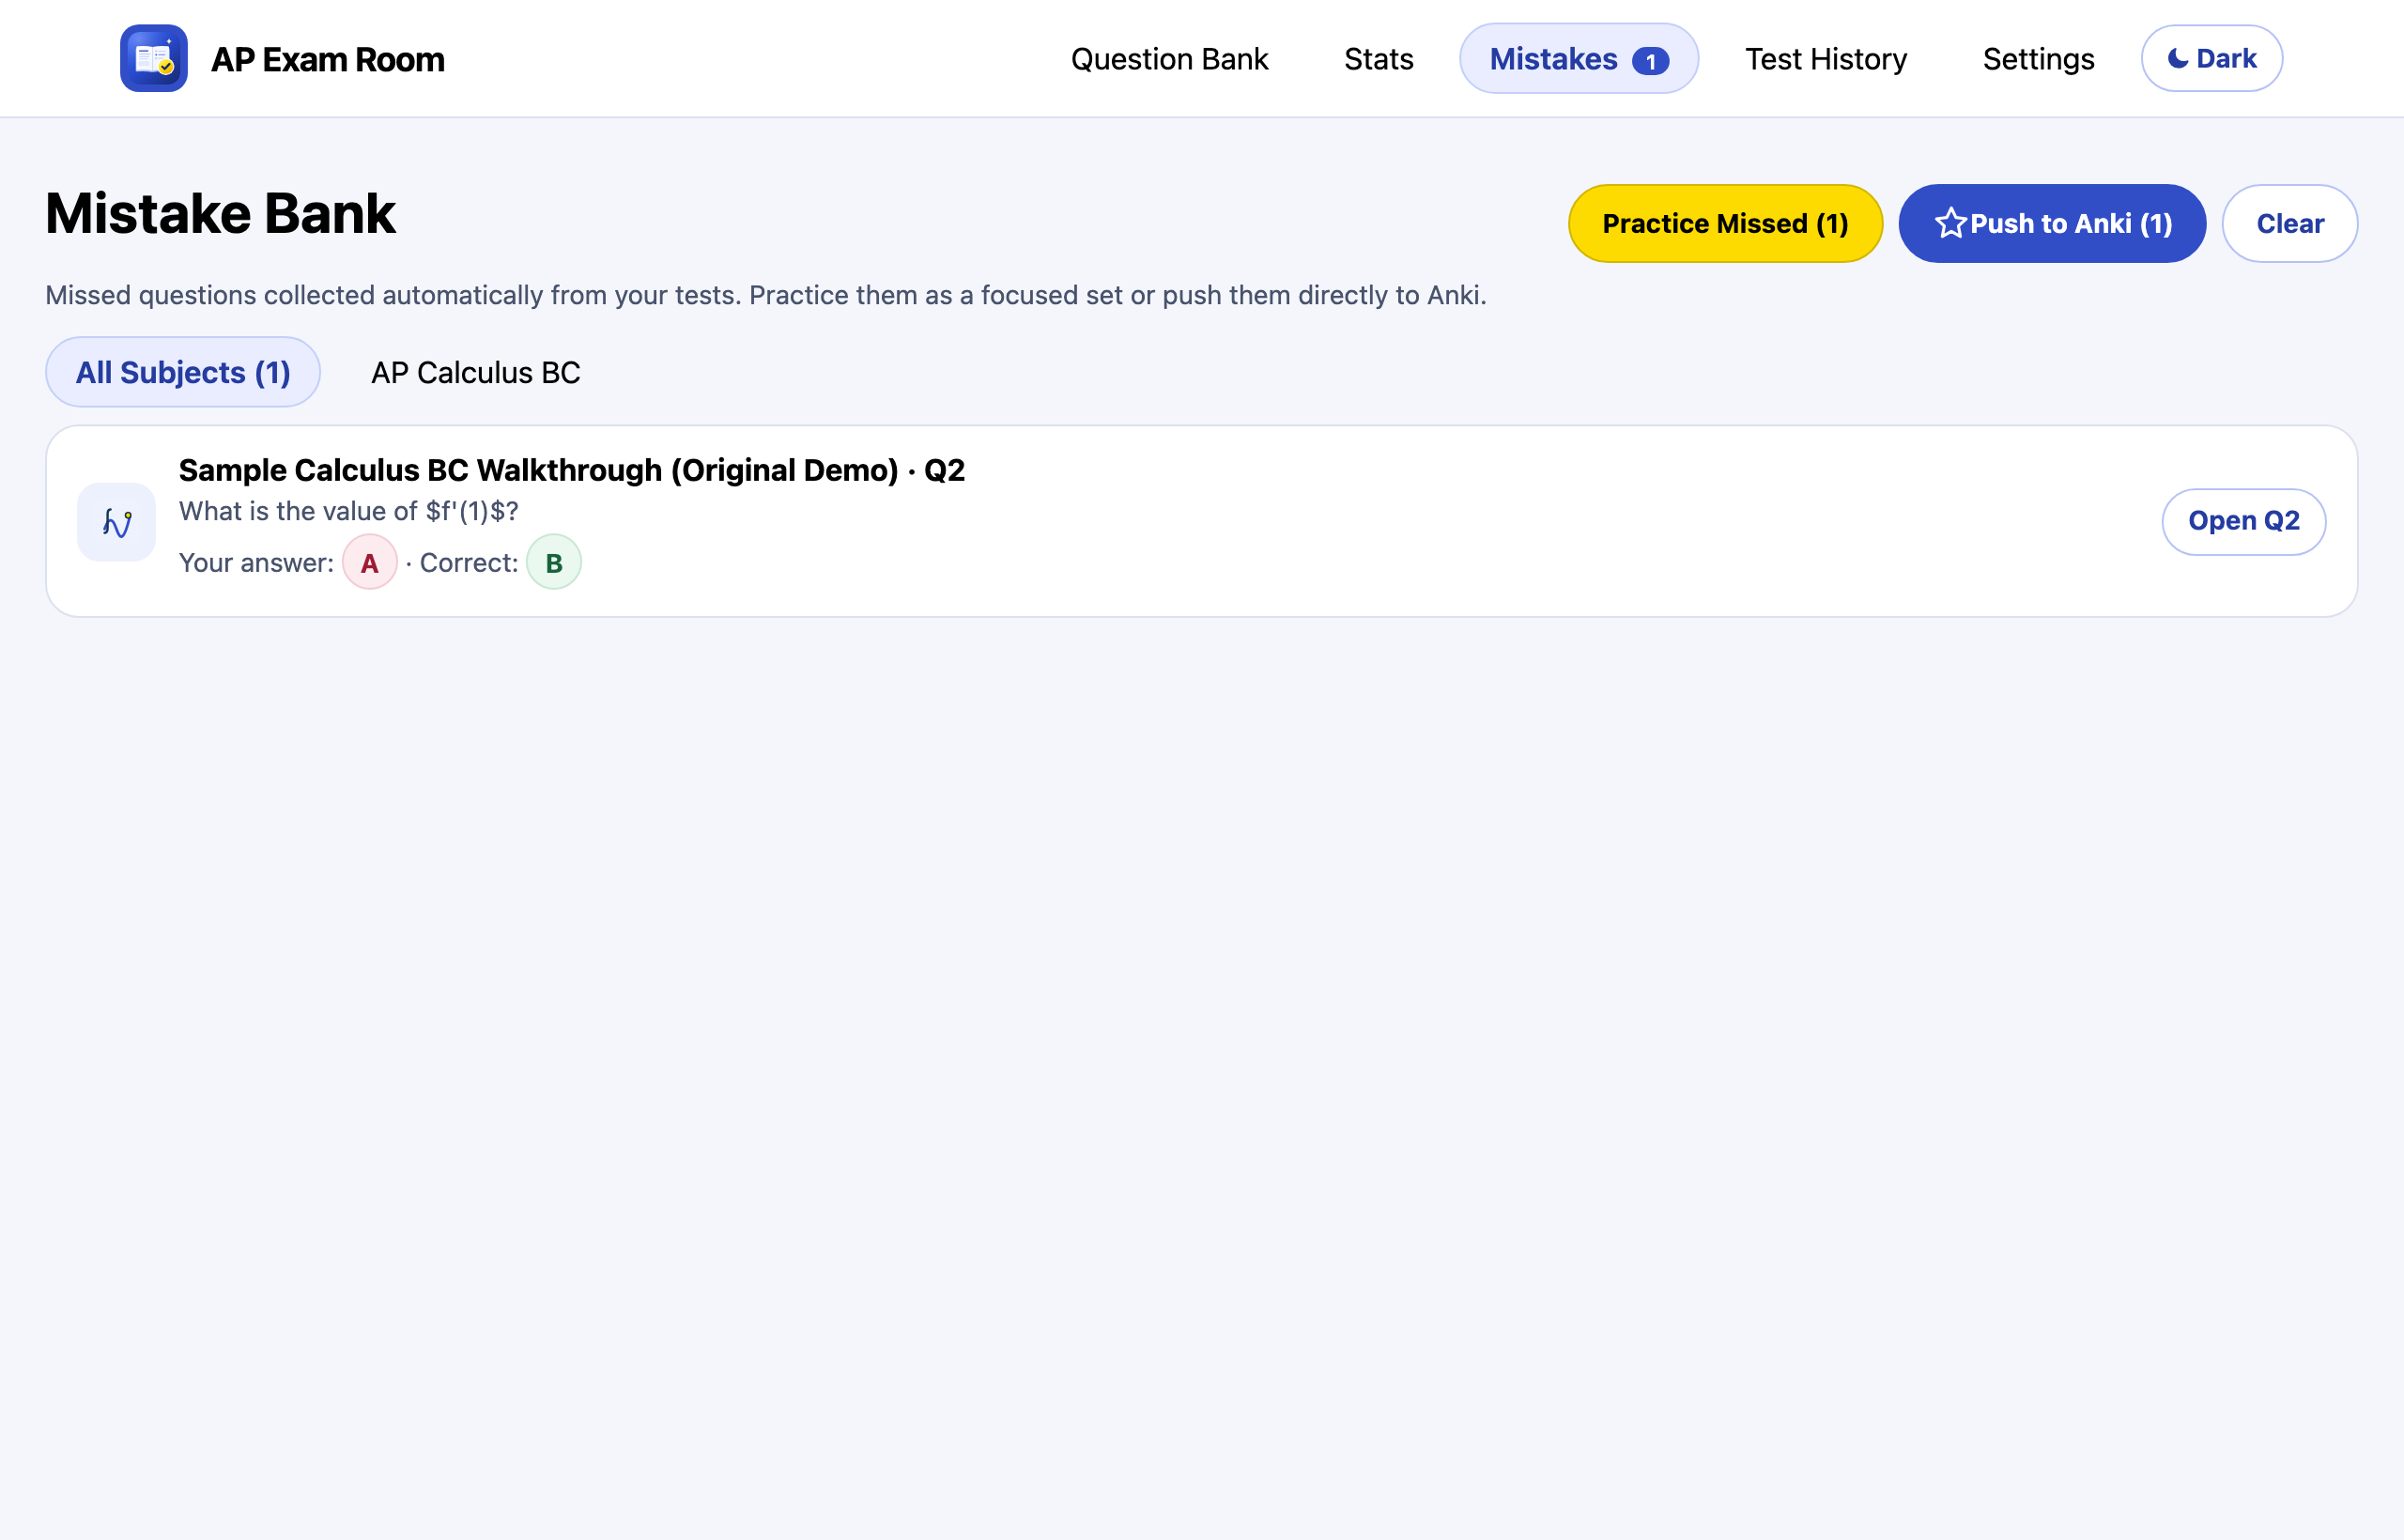 AP Exam Room
Question Bank
Stats
Mistakes 1
Test History
Settings
Dark
Mistake Bank
Practice Missed (1)
Push to Anki (1)
Clear
Missed questions collected automatically from your tests. Practice them as a focused set or push them directly to Anki.
All Subjects (1)
AP Calculus BC
Sample Calculus BC Walkthrough (Original Demo) · Q2
What is the value of $f'(1)$?
Your answer: A · Correct: B
Open Q2